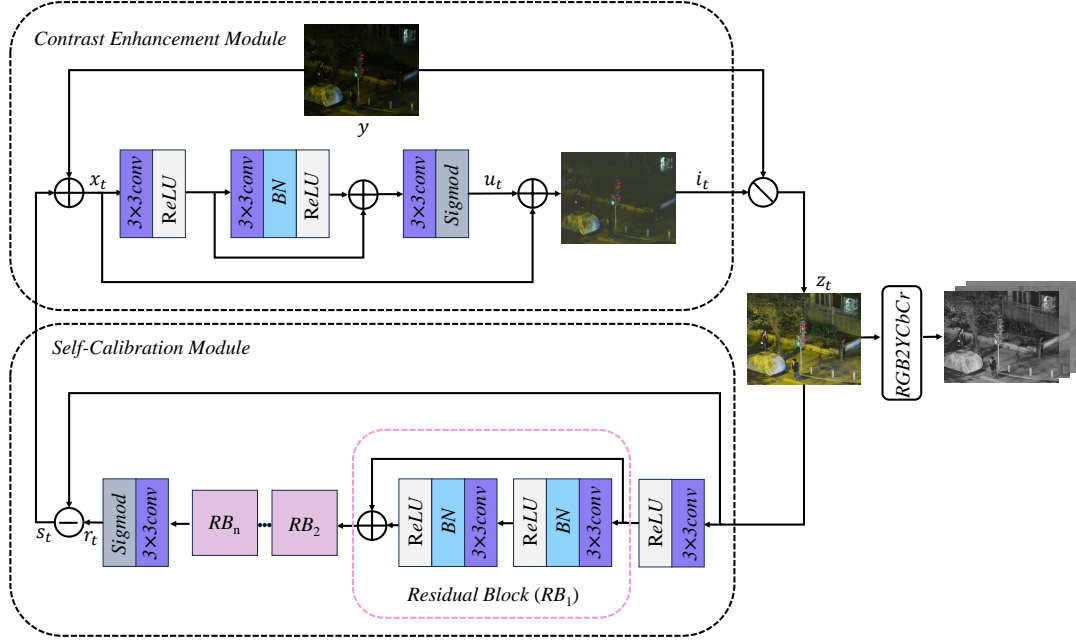 Contrast Enhancement Module
y
x_t
3×3conv
ReLU
3×3conv
BN
ReLU
3×3conv
Sigmod
u_t
i_t
z_t
RGB2YCbCr
Self-Calibration Module
s_t
r_t
Sigmod
3×3conv
RB_n
RB_2
ReLU
BN
3×3conv
ReLU
BN
3×3conv
ReLU
3×3conv
Residual Block (RB_1)